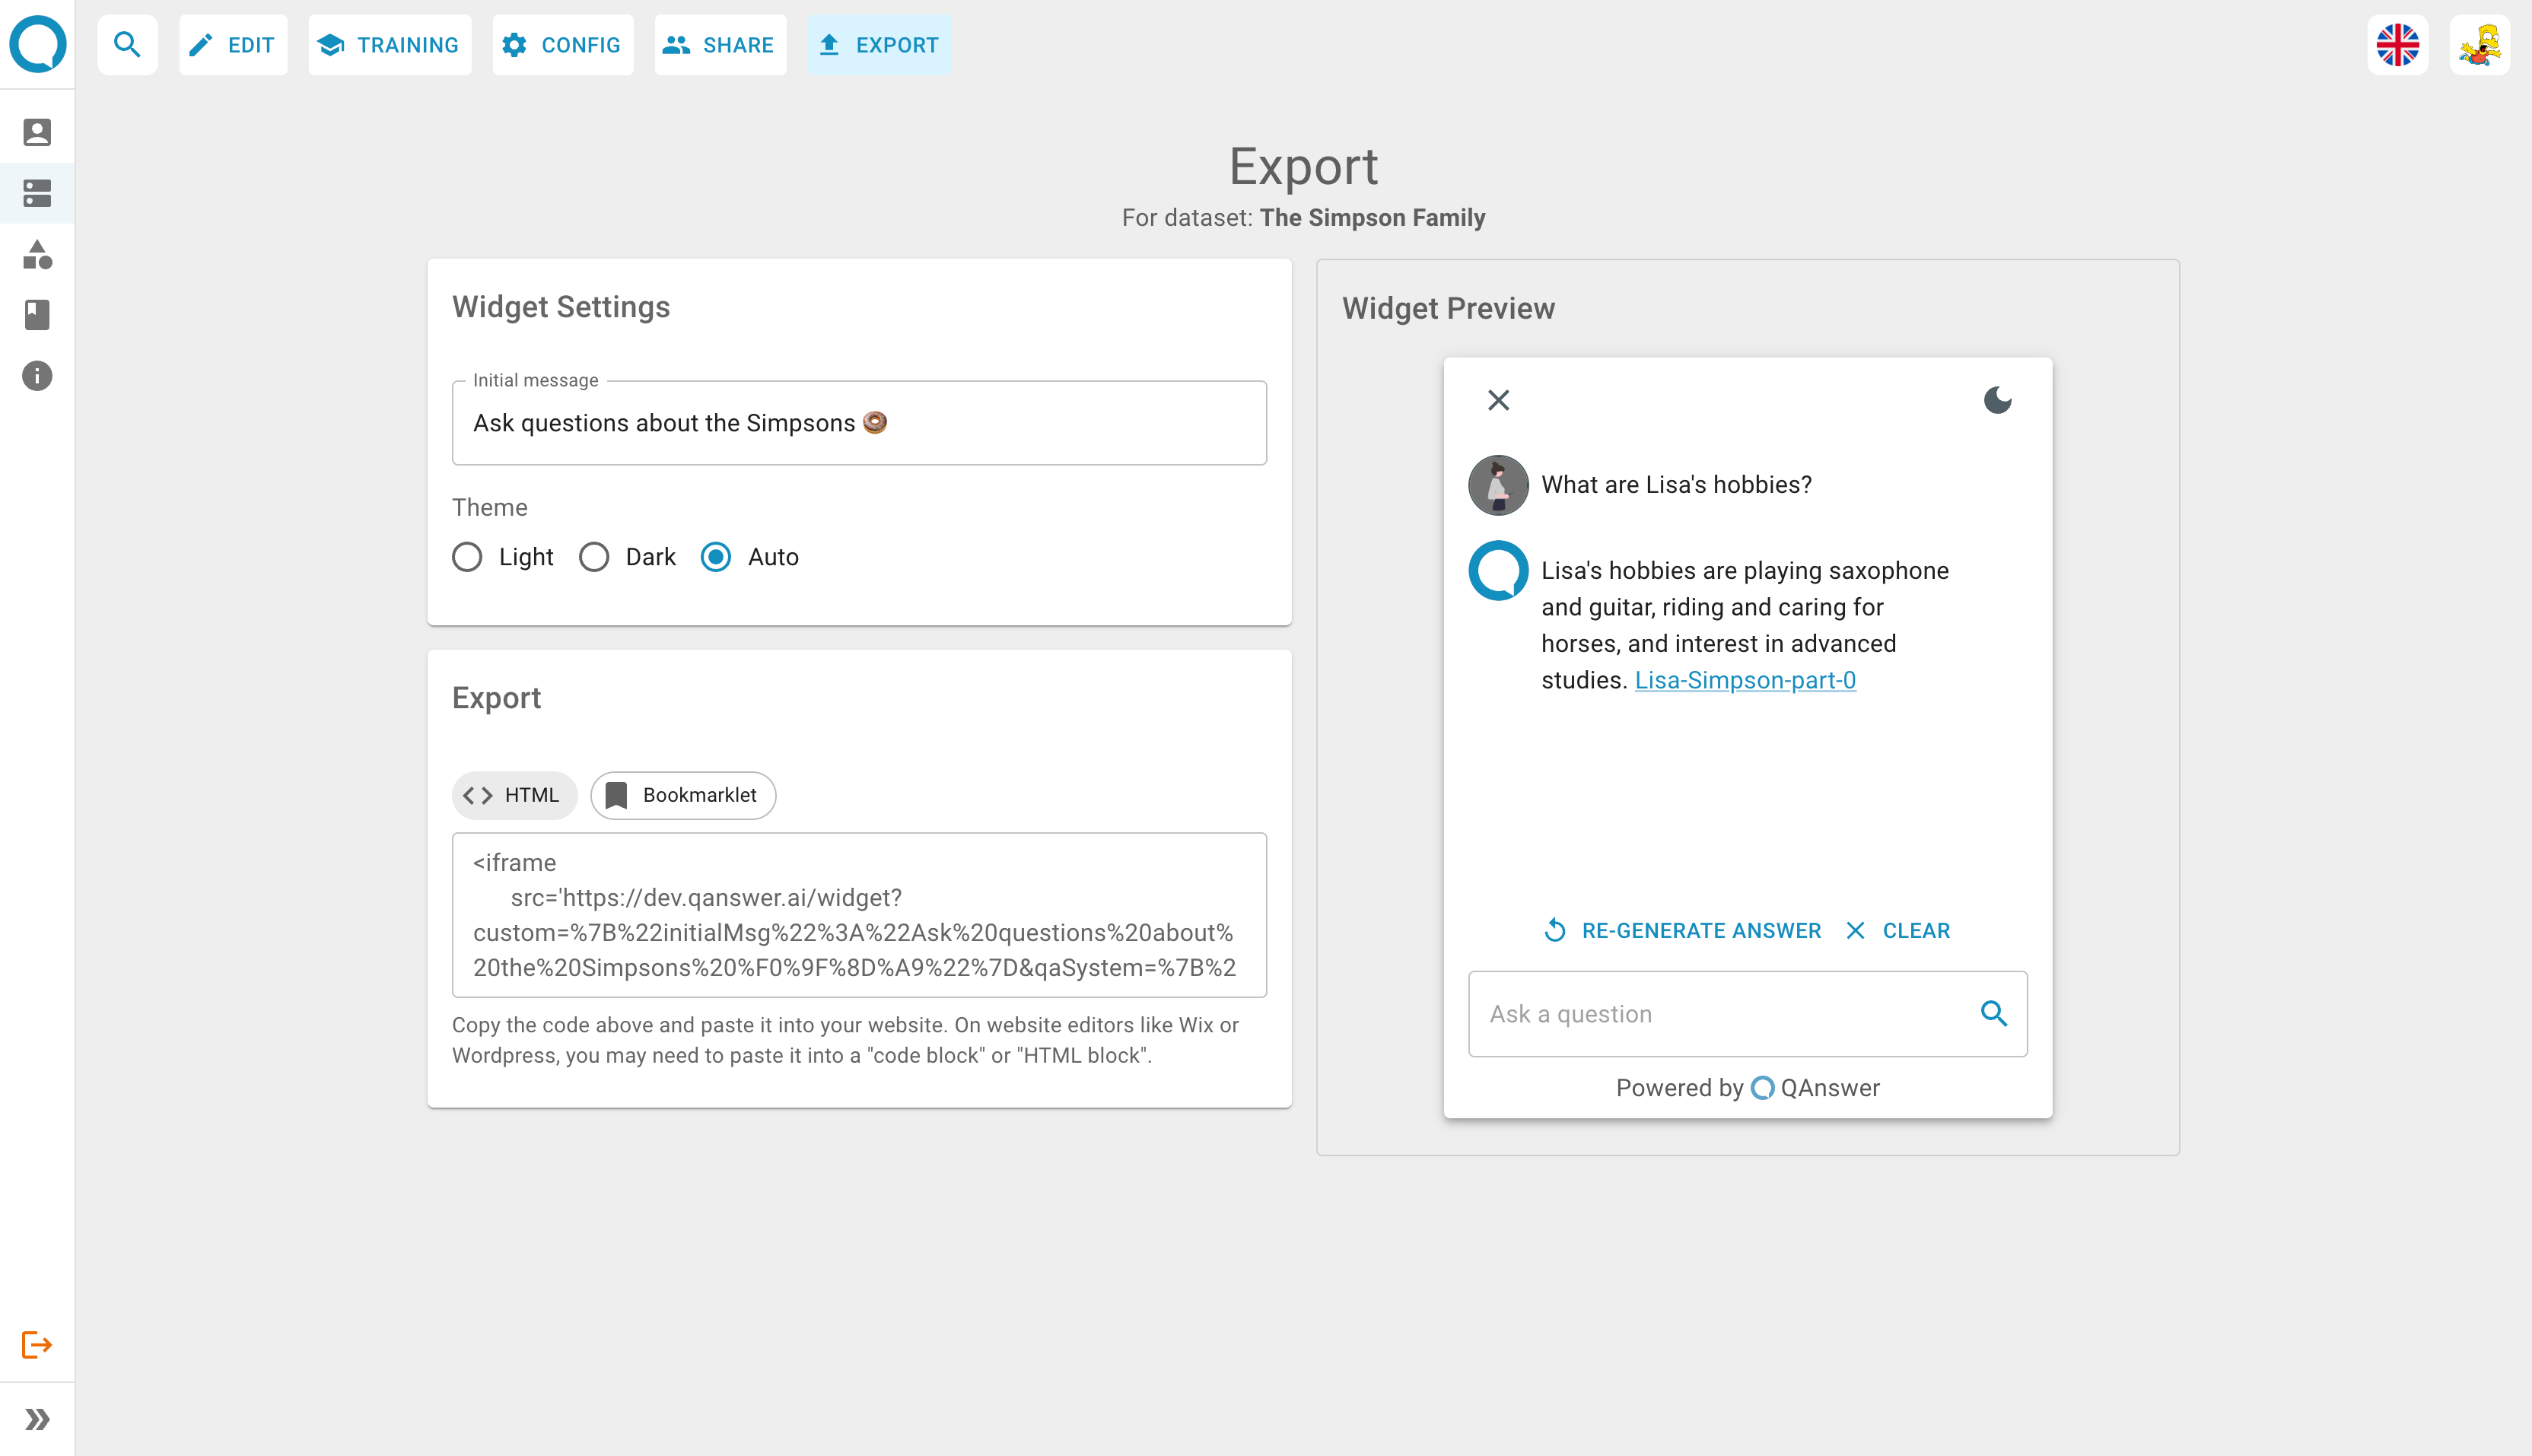 EDIT
TRAINING
CONFIG
SHARE
EXPORT
Export
For dataset: The Simpson Family
Widget Settings
Initial message
Ask questions about the Simpsons 🍩
Theme
Light
Dark
Auto
Export
HTML
Bookmarklet
<iframe
src='https://dev.qanswer.ai/widget?
custom=%7B%22initialMsg%22%3A%22Ask%20questions%20about%
20the%20Simpsons%20%F0%9F%8D%A9%22%7D&qaSystem=%7B%2
Copy the code above and paste it into your website. On website editors like Wix or
Wordpress, you may need to paste it into a "code block" or "HTML block".
Widget Preview
What are Lisa's hobbies?
Lisa's hobbies are playing saxophone
and guitar, riding and caring for
horses, and interest in advanced
studies. Lisa-Simpson-part-0
RE-GENERATE ANSWER
CLEAR
Ask a question
Powered by QAnswer